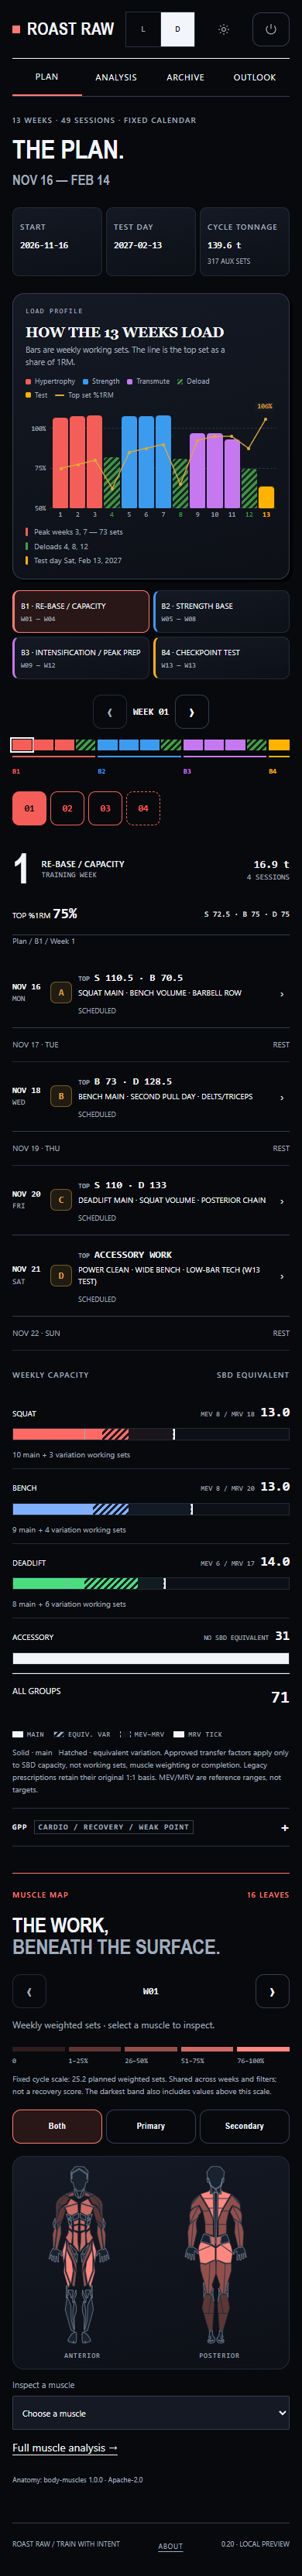 ROAST RAW L D
PLAN ANALYSIS ARCHIVE OUTLOOK
13 WEEKS · 49 SESSIONS · FIXED CALENDAR
THE PLAN.
NOV 16 — FEB 14
START
2026-11-16
TEST DAY
2027-02-13
CYCLE TONNAGE
139.6 t
317 AUX SETS
LOAD PROFILE
HOW THE 13 WEEKS LOAD
Bars are weekly working sets. The line is the top set as a
share of 1RM.
Hypertrophy Strength Transmute Deload
Test Top set %1RM
106%
100%
75%
50%
1 2 3 4 5 6 7 8 9 10 11 12 13
Peak weeks 3, 7 — 73 sets
Deloads 4, 8, 12
Test day Sat, Feb 13, 2027
B1 · RE-BASE / CAPACITY
W01 — W04
B2 · STRENGTH BASE
W05 — W08
B3 · INTENSIFICATION / PEAK PREP
W09 — W12
B4 · CHECKPOINT TEST
W13 — W13
‹ WEEK 01 ›
B1 B2 B3 B4
01 02 03 04
1 RE-BASE / CAPACITY 16.9 t
TRAINING WEEK 4 SESSIONS
TOP %1RM 75% S 72.5 · B 75 · D 75
Plan / B1 / Week 1
NOV 16
MON
A
TOP S 110.5 · B 70.5
SQUAT MAIN · BENCH VOLUME · BARBELL ROW
SCHEDULED
›
NOV 17 · TUE REST
NOV 18
WED
B
TOP B 73 · D 128.5
BENCH MAIN · SECOND PULL DAY · DELTS/TRICEPS
SCHEDULED
›
NOV 19 · THU REST
NOV 20
FRI
C
TOP S 110 · D 133
DEADLIFT MAIN · SQUAT VOLUME · POSTERIOR CHAIN
SCHEDULED
›
NOV 21
SAT
D
TOP ACCESSORY WORK
POWER CLEAN · WIDE BENCH · LOW-BAR TECH (W13
TEST)
SCHEDULED
›
NOV 22 · SUN REST
WEEKLY CAPACITY SBD EQUIVALENT
SQUAT MEV 8 / MRV 18 13.0
10 main + 3 variation working sets
BENCH MEV 8 / MRV 20 13.0
9 main + 4 variation working sets
DEADLIFT MEV 6 / MRV 17 14.0
8 main + 6 variation working sets
ACCESSORY NO SBD EQUIVALENT 31
ALL GROUPS 71
MAIN EQUIV. VAR MEV–MRV MRV TICK
Solid · main Hatched · equivalent variation. Approved transfer factors apply only
to SBD capacity, not working sets, muscle weighting or completion. Legacy
prescriptions retain their original 1:1 basis. MEV/MRV are reference ranges, not
targets.
GPP CARDIO / RECOVERY / WEAK POINT +
MUSCLE MAP 16 LEAVES
THE WORK,
BENEATH THE SURFACE.
‹ W01 ›
Weekly weighted sets · select a muscle to inspect.
0 1–25% 26–50% 51–75% 76–100%
Fixed cycle scale: 25.2 planned weighted sets. Shared across weeks and filters;
not a recovery score. The darkest band also includes values above this scale.
Both Primary Secondary
ANTERIOR POSTERIOR
Inspect a muscle
Choose a muscle
Full muscle analysis →
Anatomy: body-muscles 1.0.0 · Apache-2.0
ROAST RAW / TRAIN WITH INTENT ABOUT 0.20 · LOCAL PREVIEW